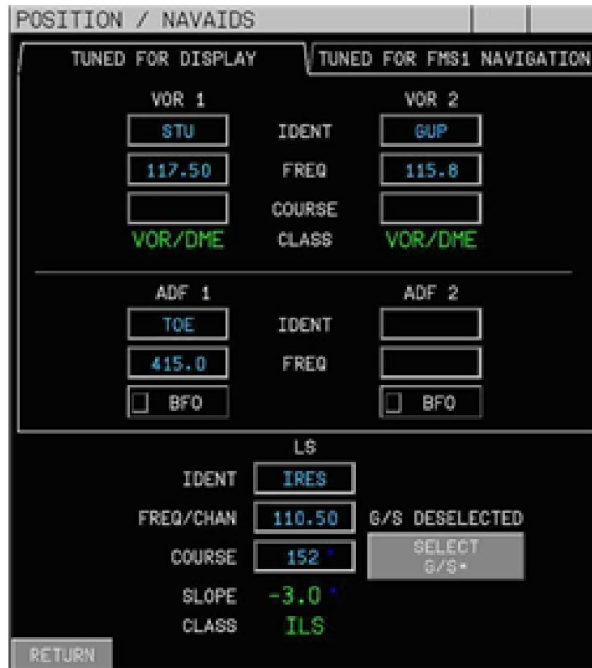 POSITION / NAVAIDS
TUNED FOR DISPLAY TUNED FOR FMS1 NAVIGATION
VOR 1 VOR 2
STU IDENT GUP
117.50 FREQ 115.8
COURSE
VOR/DME CLASS VOR/DME
ADF 1 ADF 2
TOE IDENT
415.0 FREQ
BFO BFO
LS
IDENT IRES
FREQ/CHAN 110.50 G/S DESELECTED
COURSE 152° SELECT
G/S*
SLOPE -3.0°
CLASS ILS
RETURN